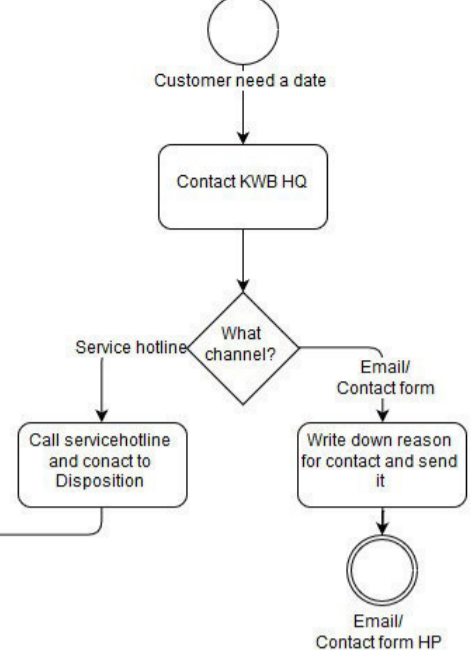 Customer need a date
Contact KWB HQ
What
channel?
Service hotline
Email/
Contact form
Call servicehotline
and conact to
Disposition
Write down reason
for contact and send
it
Email/
Contact form HP